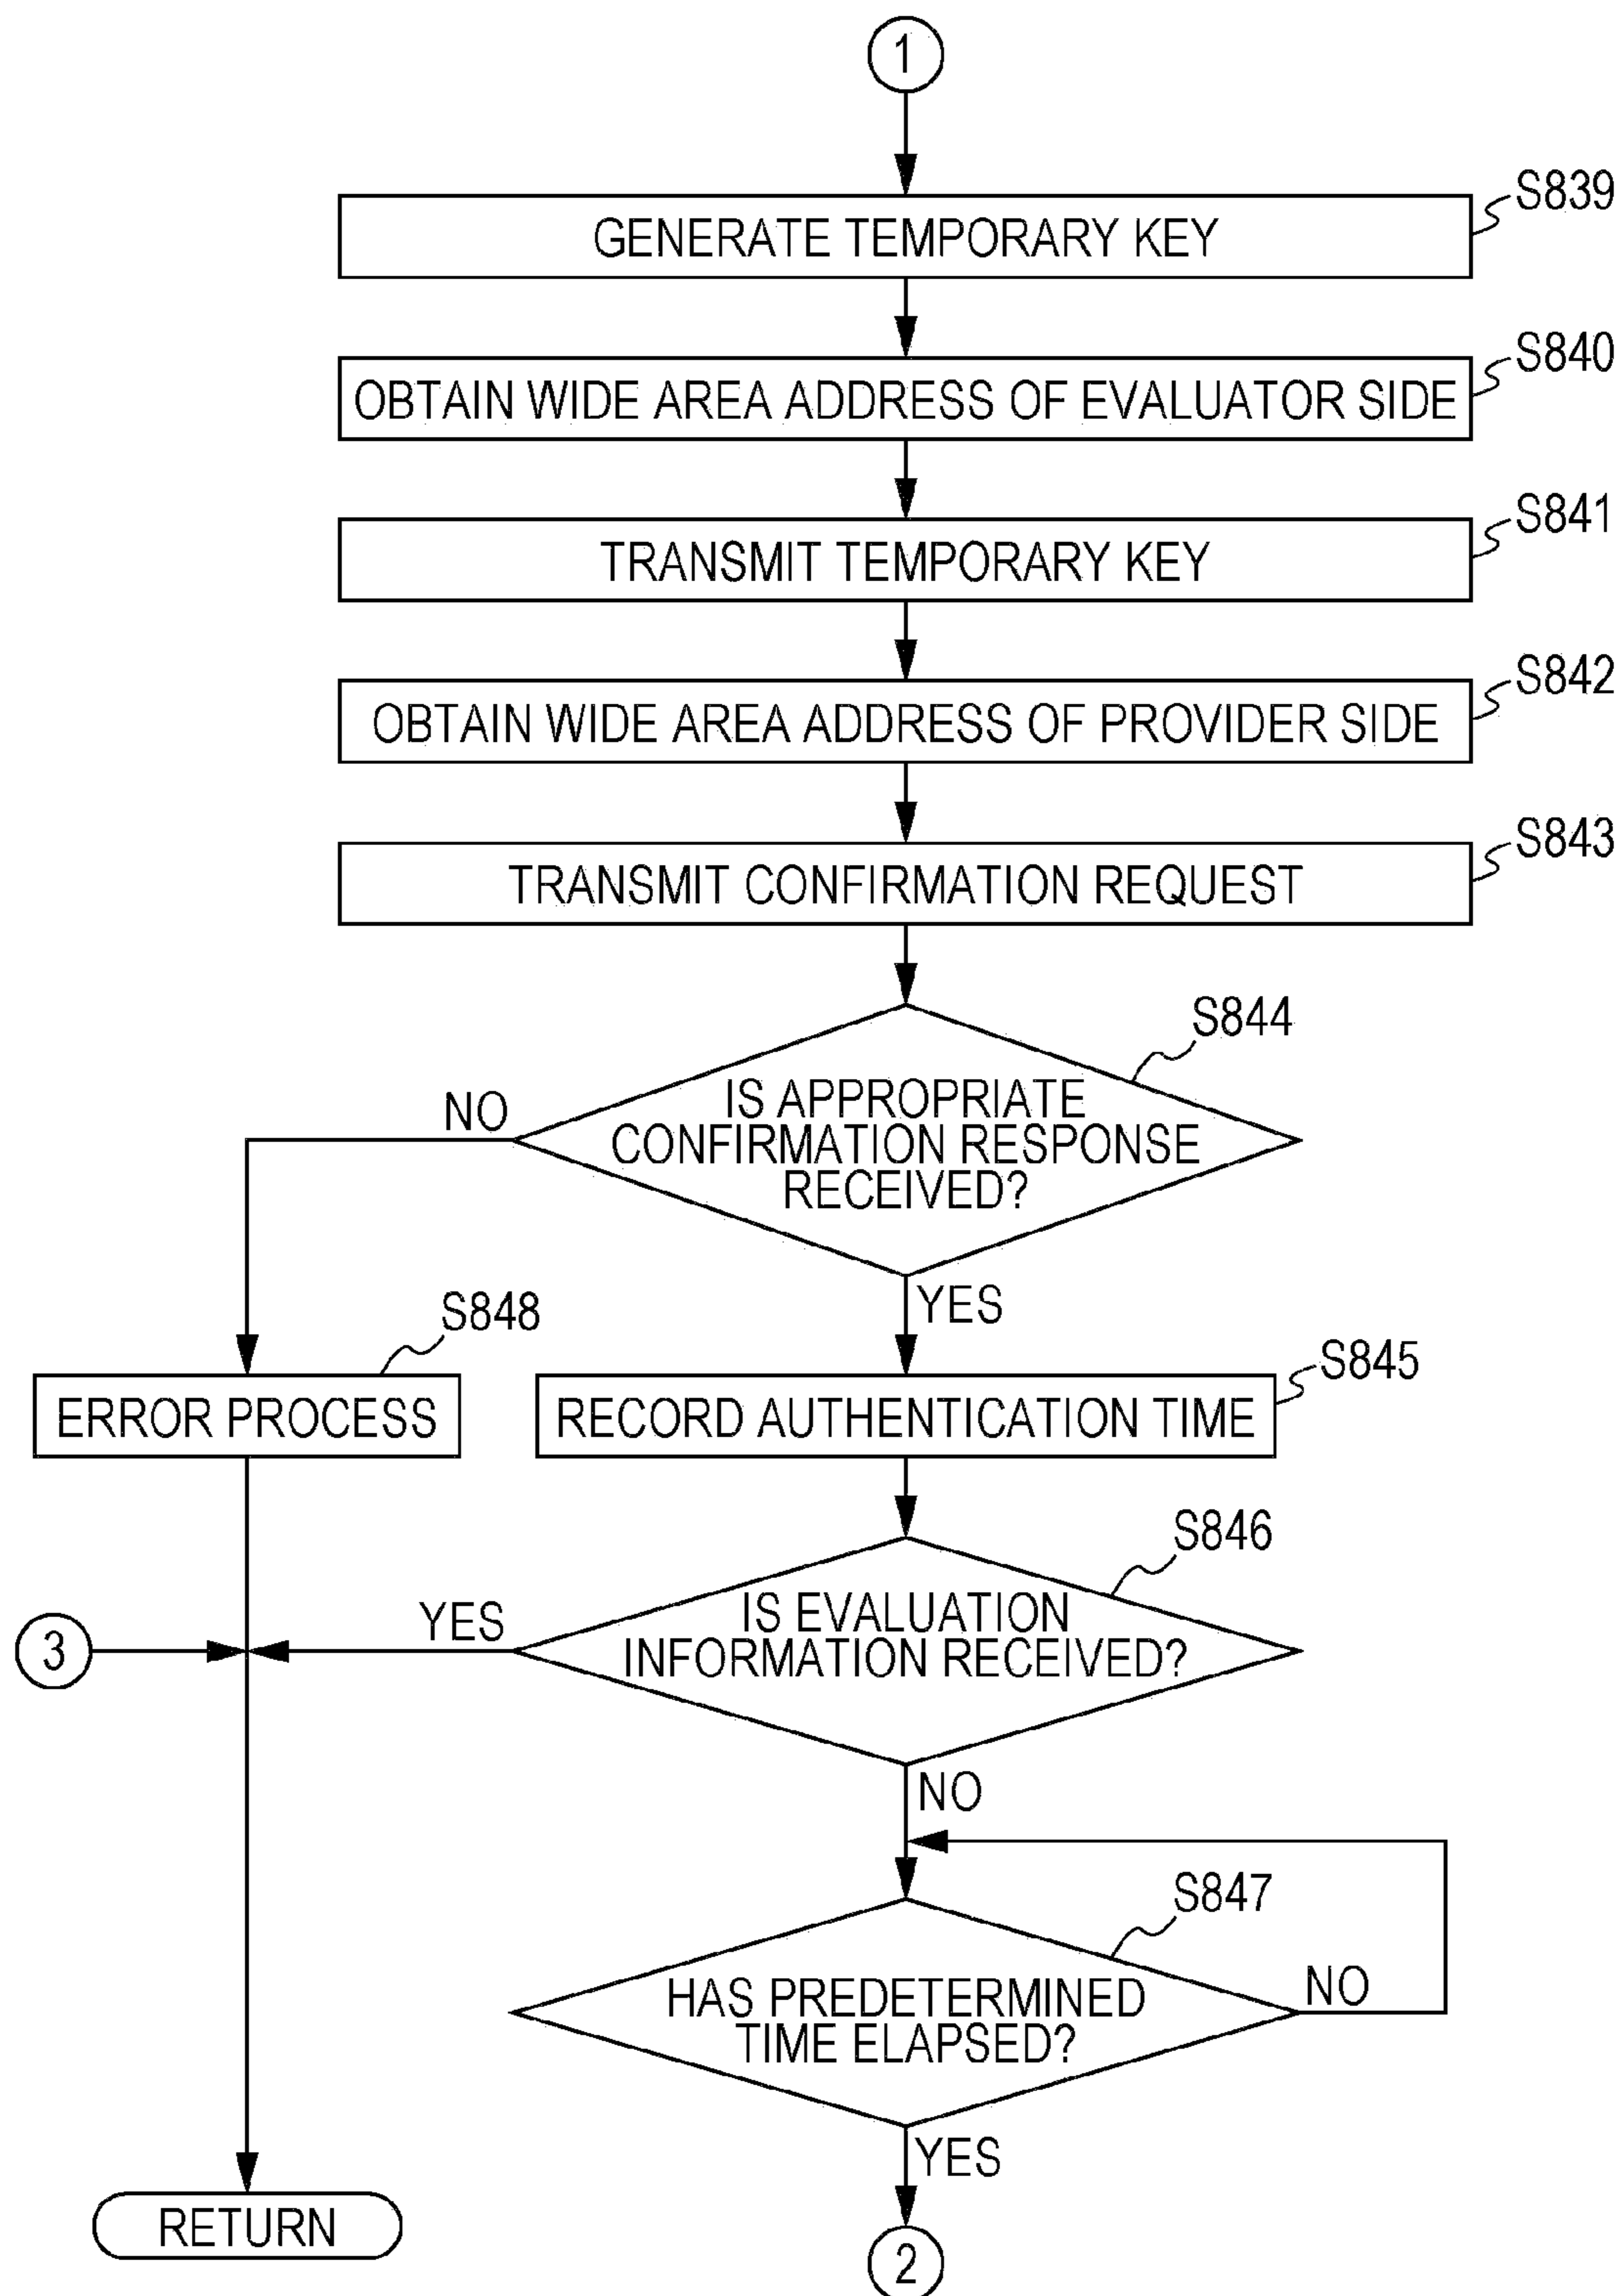 1
S839
GENERATE TEMPORARY KEY
S840
OBTAIN WIDE AREA ADDRESS OF EVALUATOR SIDE
S841
TRANSMIT TEMPORARY KEY
S842
OBTAIN WIDE AREA ADDRESS OF PROVIDER SIDE
S843
TRANSMIT CONFIRMATION REQUEST
S844
NO
IS APPROPRIATE
CONFIRMATION RESPONSE
RECEIVED?
YES
S848
ERROR PROCESS
S845
RECORD AUTHENTICATION TIME
S846
3
YES
IS EVALUATION
INFORMATION RECEIVED?
NO
S847
HAS PREDETERMINED
TIME ELAPSED?
NO
YES
RETURN
2